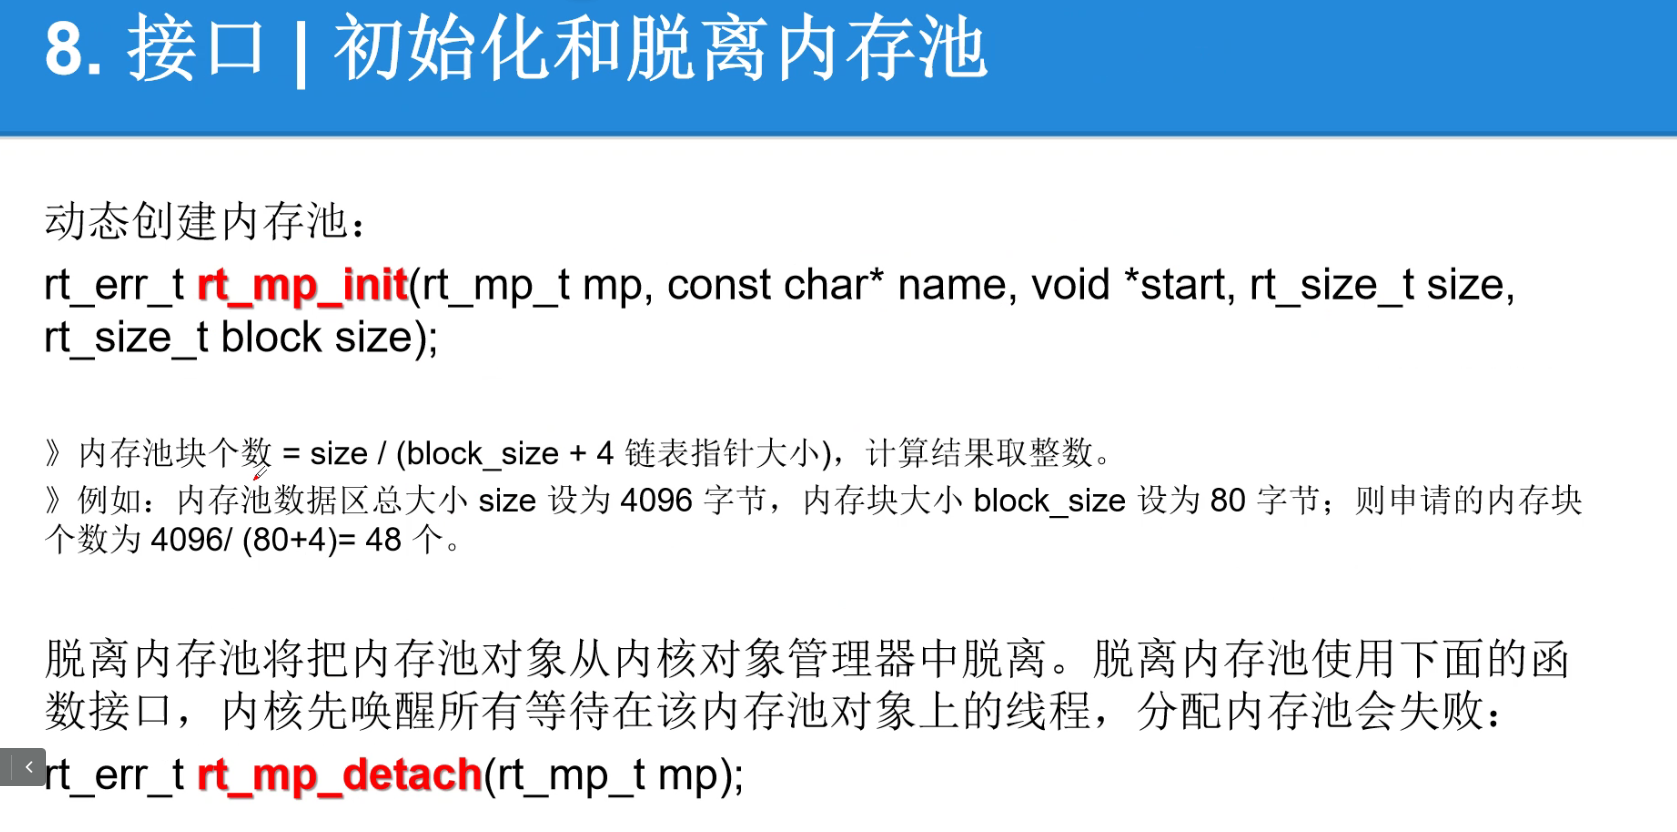 8. 接口 | 初始化和脱离内存池
动态创建内存池：
rt_err_t rt_mp_init(rt_mp_t mp, const char* name, void *start, rt_size_t size,
rt_size_t block size);
》内存池块个数 = size / (block_size + 4 链表指针大小)，计算结果取整数。
》例如：内存池数据区总大小 size 设为 4096 字节，内存块大小 block_size 设为 80 字节；则申请的内存块
个数为 4096/ (80+4)= 48 个。
脱离内存池将把内存池对象从内核对象管理器中脱离。脱离内存池使用下面的函
数接口，内核先唤醒所有等待在该内存池对象上的线程，分配内存池会失败：
rt_err_t rt_mp_detach(rt_mp_t mp);